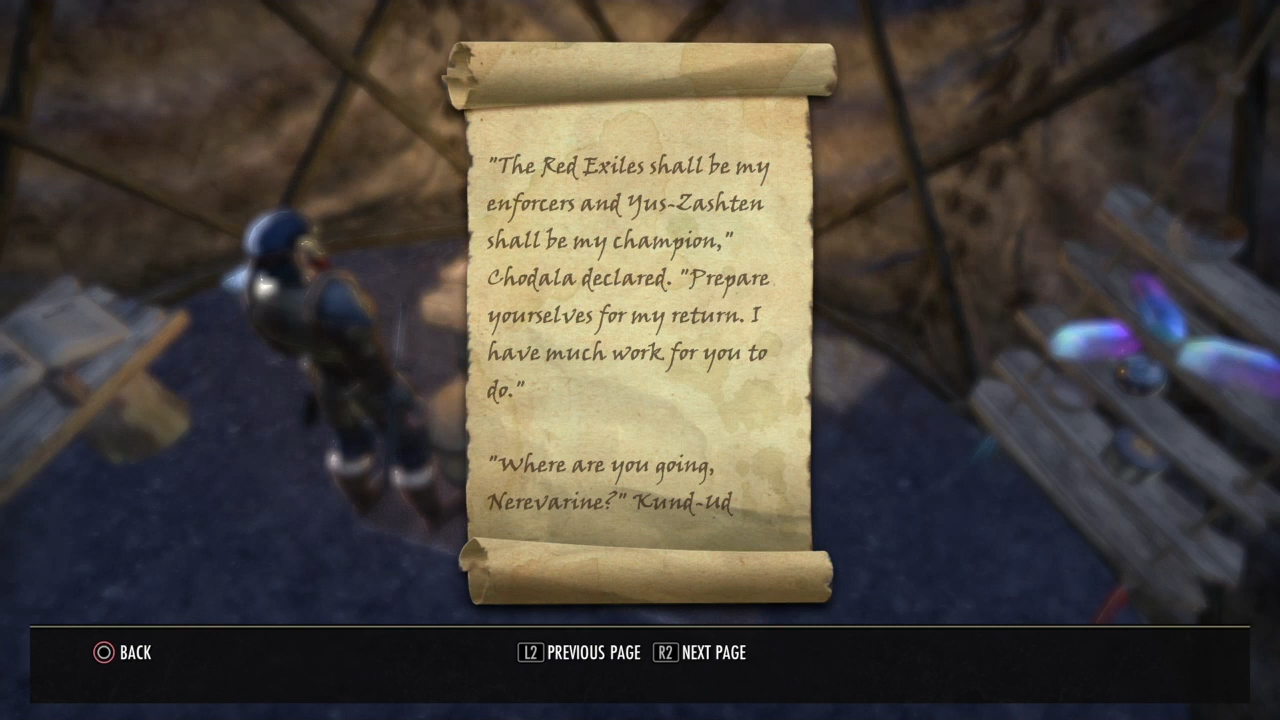 "The Red Exiles shall be my
enforcers and Yus-Zashten
shall be my champion,"
Chodala declared. "Prepare
yourselves for my return. I
have much work for you to
do."
"Where are you going,
Nerevarine?" Kund-Ud
BACK
L2 PREVIOUS PAGE R2 NEXT PAGE